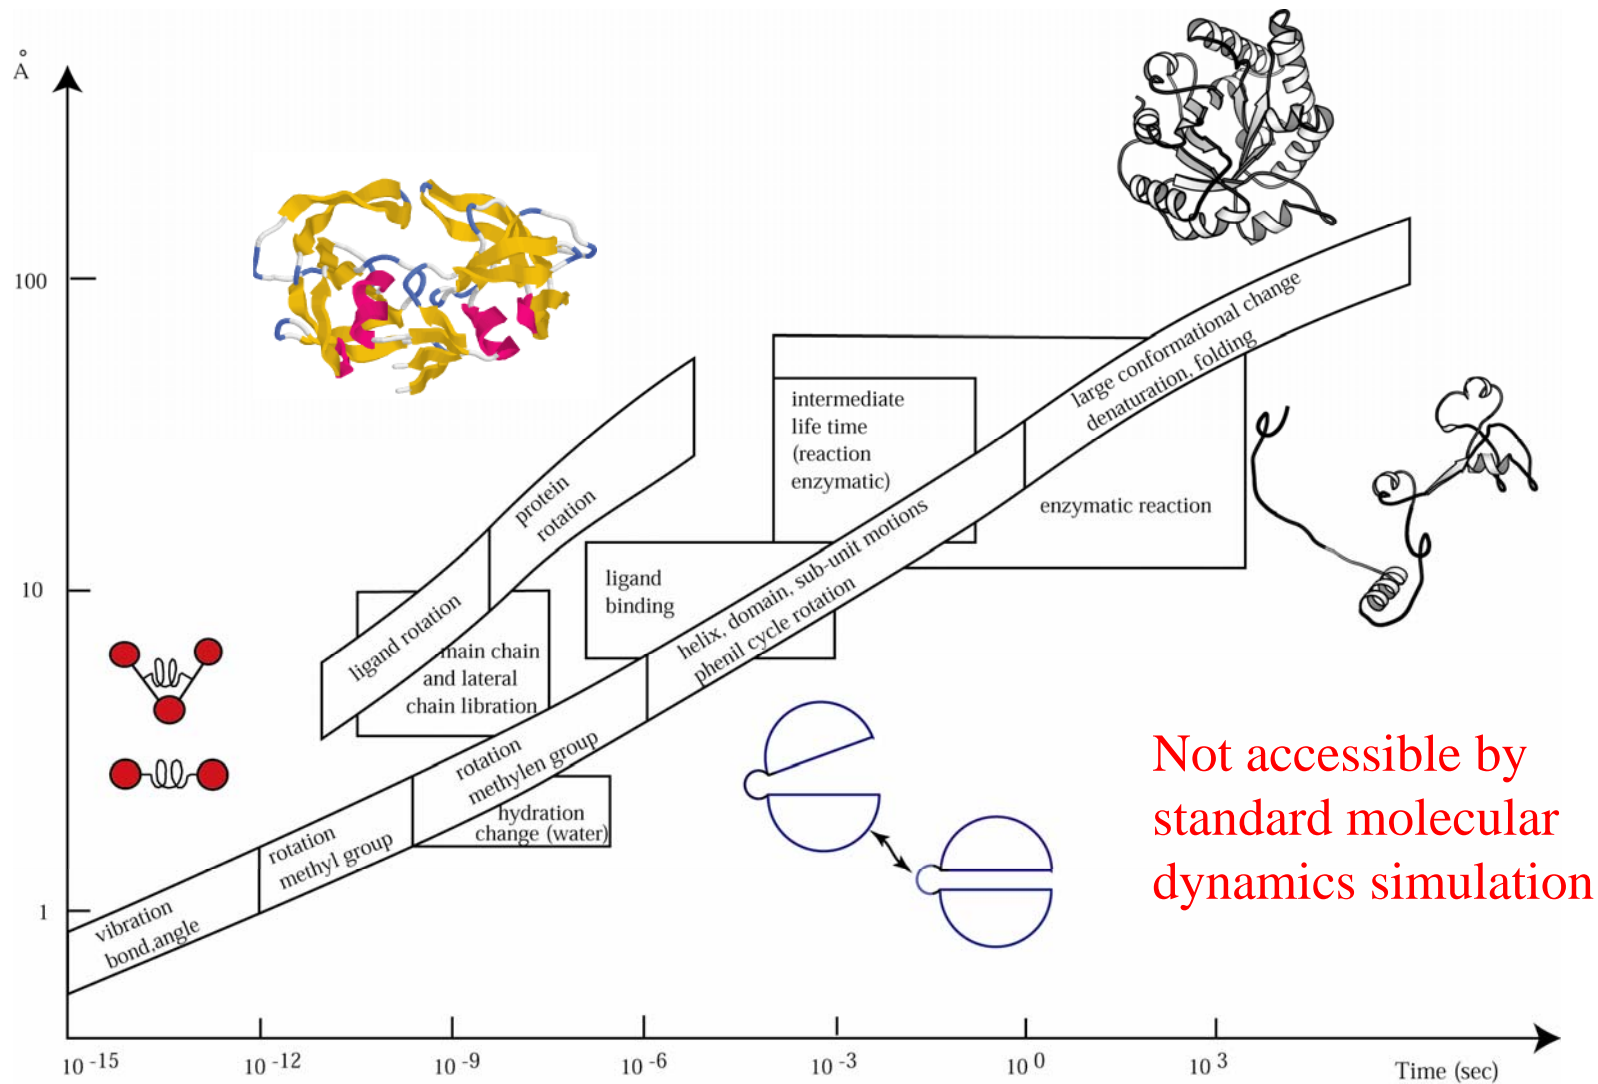 Å
100
10
1
large conformational change
denaturation, folding
intermediate
life time
(reaction
enzymatic)
enzymatic reaction
protein
rotation
ligand rotation
ligand
binding
helix, domain, sub-unit motions
phenil cycle rotation
main chain
and lateral
chain libration
rotation
methylen group
hydration
change (water)
rotation
methyl group
vibration
bond,angle
Not accessible by
standard molecular
dynamics simulation
10 -15
10 -12
10 -9
10 -6
10 -3
10 0
10 3
Time (sec)